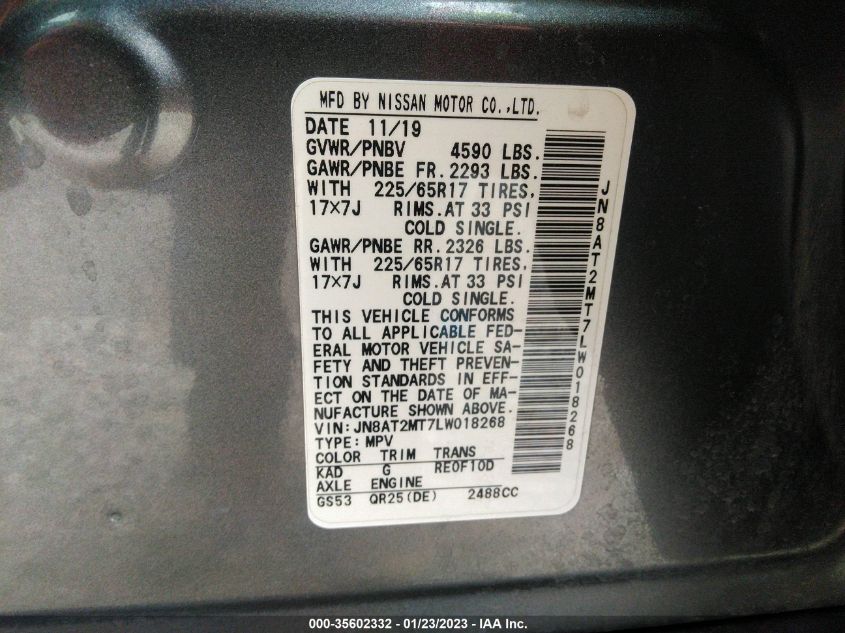 MFD BY NISSAN MOTOR CO.,LTD.
DATE 11/19
GVWR/PNBV 4590 LBS.
GAWR/PNBE FR. 2293 LBS.
WITH 225/65R17 TIRES,
17×7J RIMS.AT 33 PSI
COLD SINGLE.
GAWR/PNBE RR. 2326 LBS.
WITH 225/65R17 TIRES,
17×7J RIMS.AT 33 PSI
COLD SINGLE.
THIS VEHICLE CONFORMS
TO ALL APPLICABLE FED-
ERAL MOTOR VEHICLE SA-
FETY AND THEFT PREVEN-
TION STANDARDS IN EFF-
ECT ON THE DATE OF MA-
NUFACTURE SHOWN ABOVE.
VIN:JN8AT2MT7LW018268
TYPE:MPV
COLOR TRIM TRANS
KAD G RE0F10D
AXLE ENGINE
GS53 QR25(DE) 2488CC
JN8AT2MT7LW018268
000-35602332 - 01/23/2023 - IAA Inc.